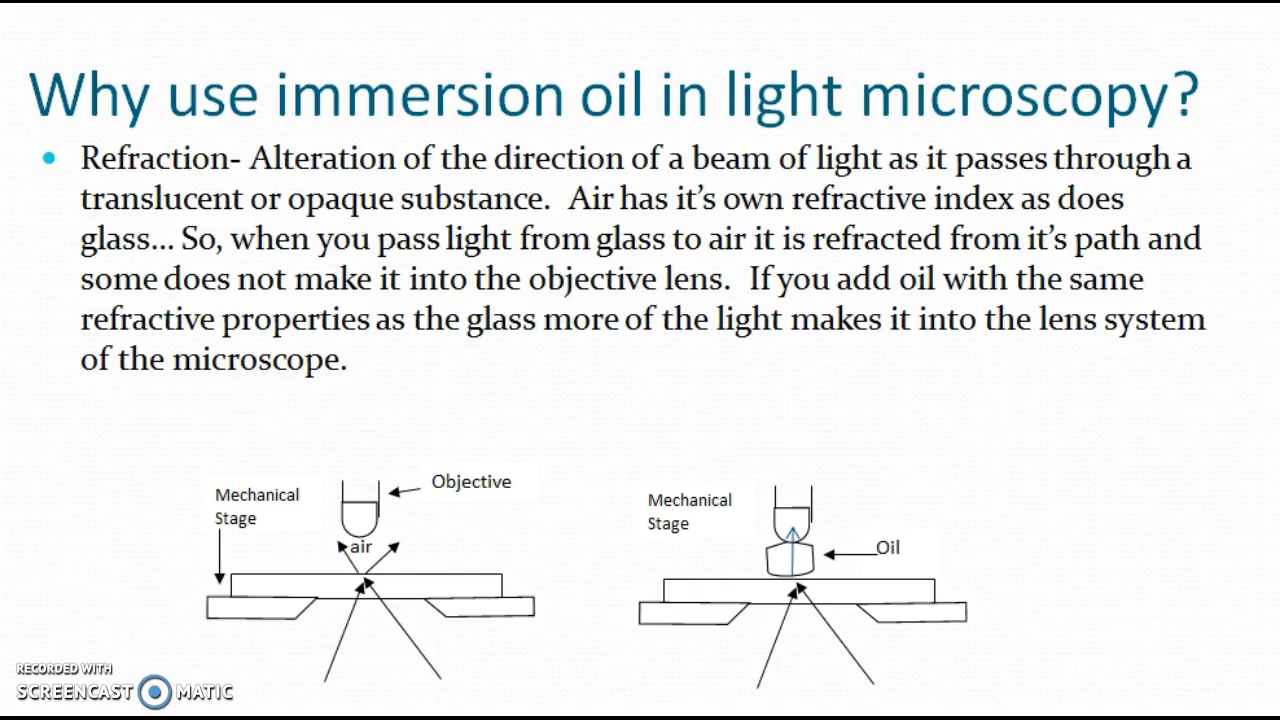 Why use immersion oil in light microscopy?
• Refraction- Alteration of the direction of a beam of light as it passes through a
translucent or opaque substance. Air has it’s own refractive index as does
glass... So, when you pass light from glass to air it is refracted from it’s path and
some does not make it into the objective lens. If you add oil with the same
refractive properties as the glass more of the light makes it into the lens system
of the microscope.
Mechanical
Stage
Objective
air
Mechanical
Stage
Oil
RECORDED WITH
SCREENCAST MATIC